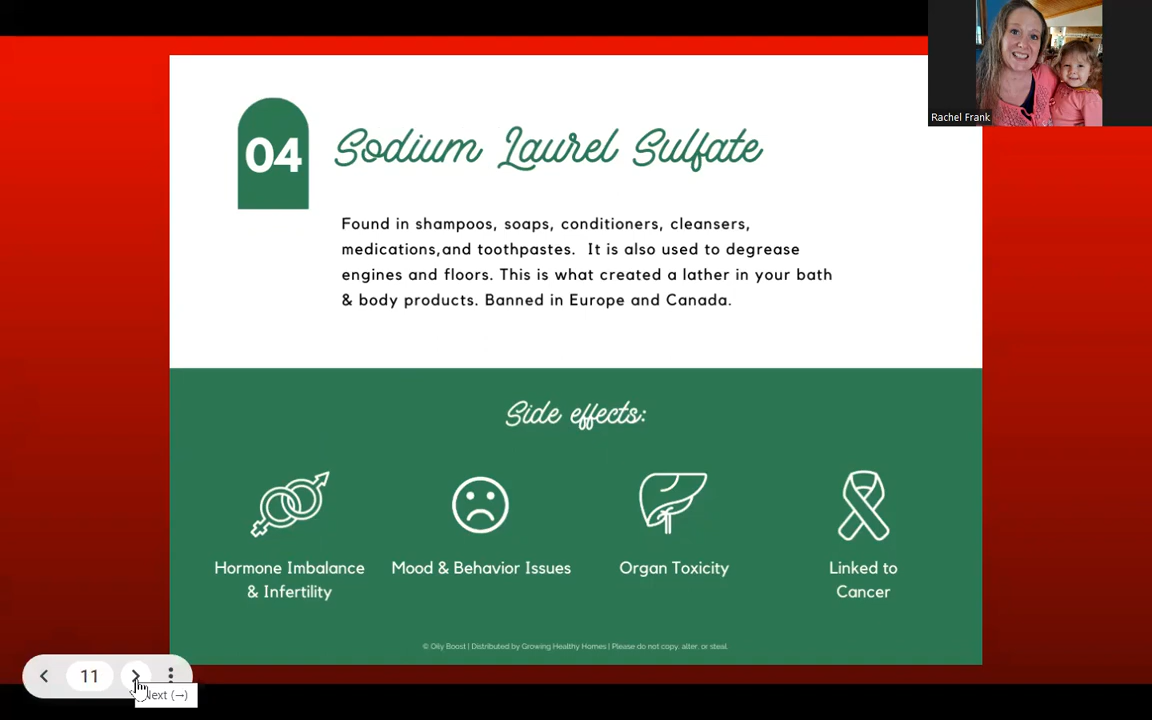 Rachel Frank
04
Sodium Laurel Sulfate
Found in shampoos, soaps, conditioners, cleansers,
medications,and toothpastes.  It is also used to degrease
engines and floors. This is what created a lather in your bath
& body products. Banned in Europe and Canada.
Side effects:
Hormone Imbalance
& Infertility
Mood & Behavior Issues
Organ Toxicity
Linked to
Cancer
© Oily Boost | Distributed by Growing Healthy Homes | Please do not copy, alter, or steal.
11
Next (→)